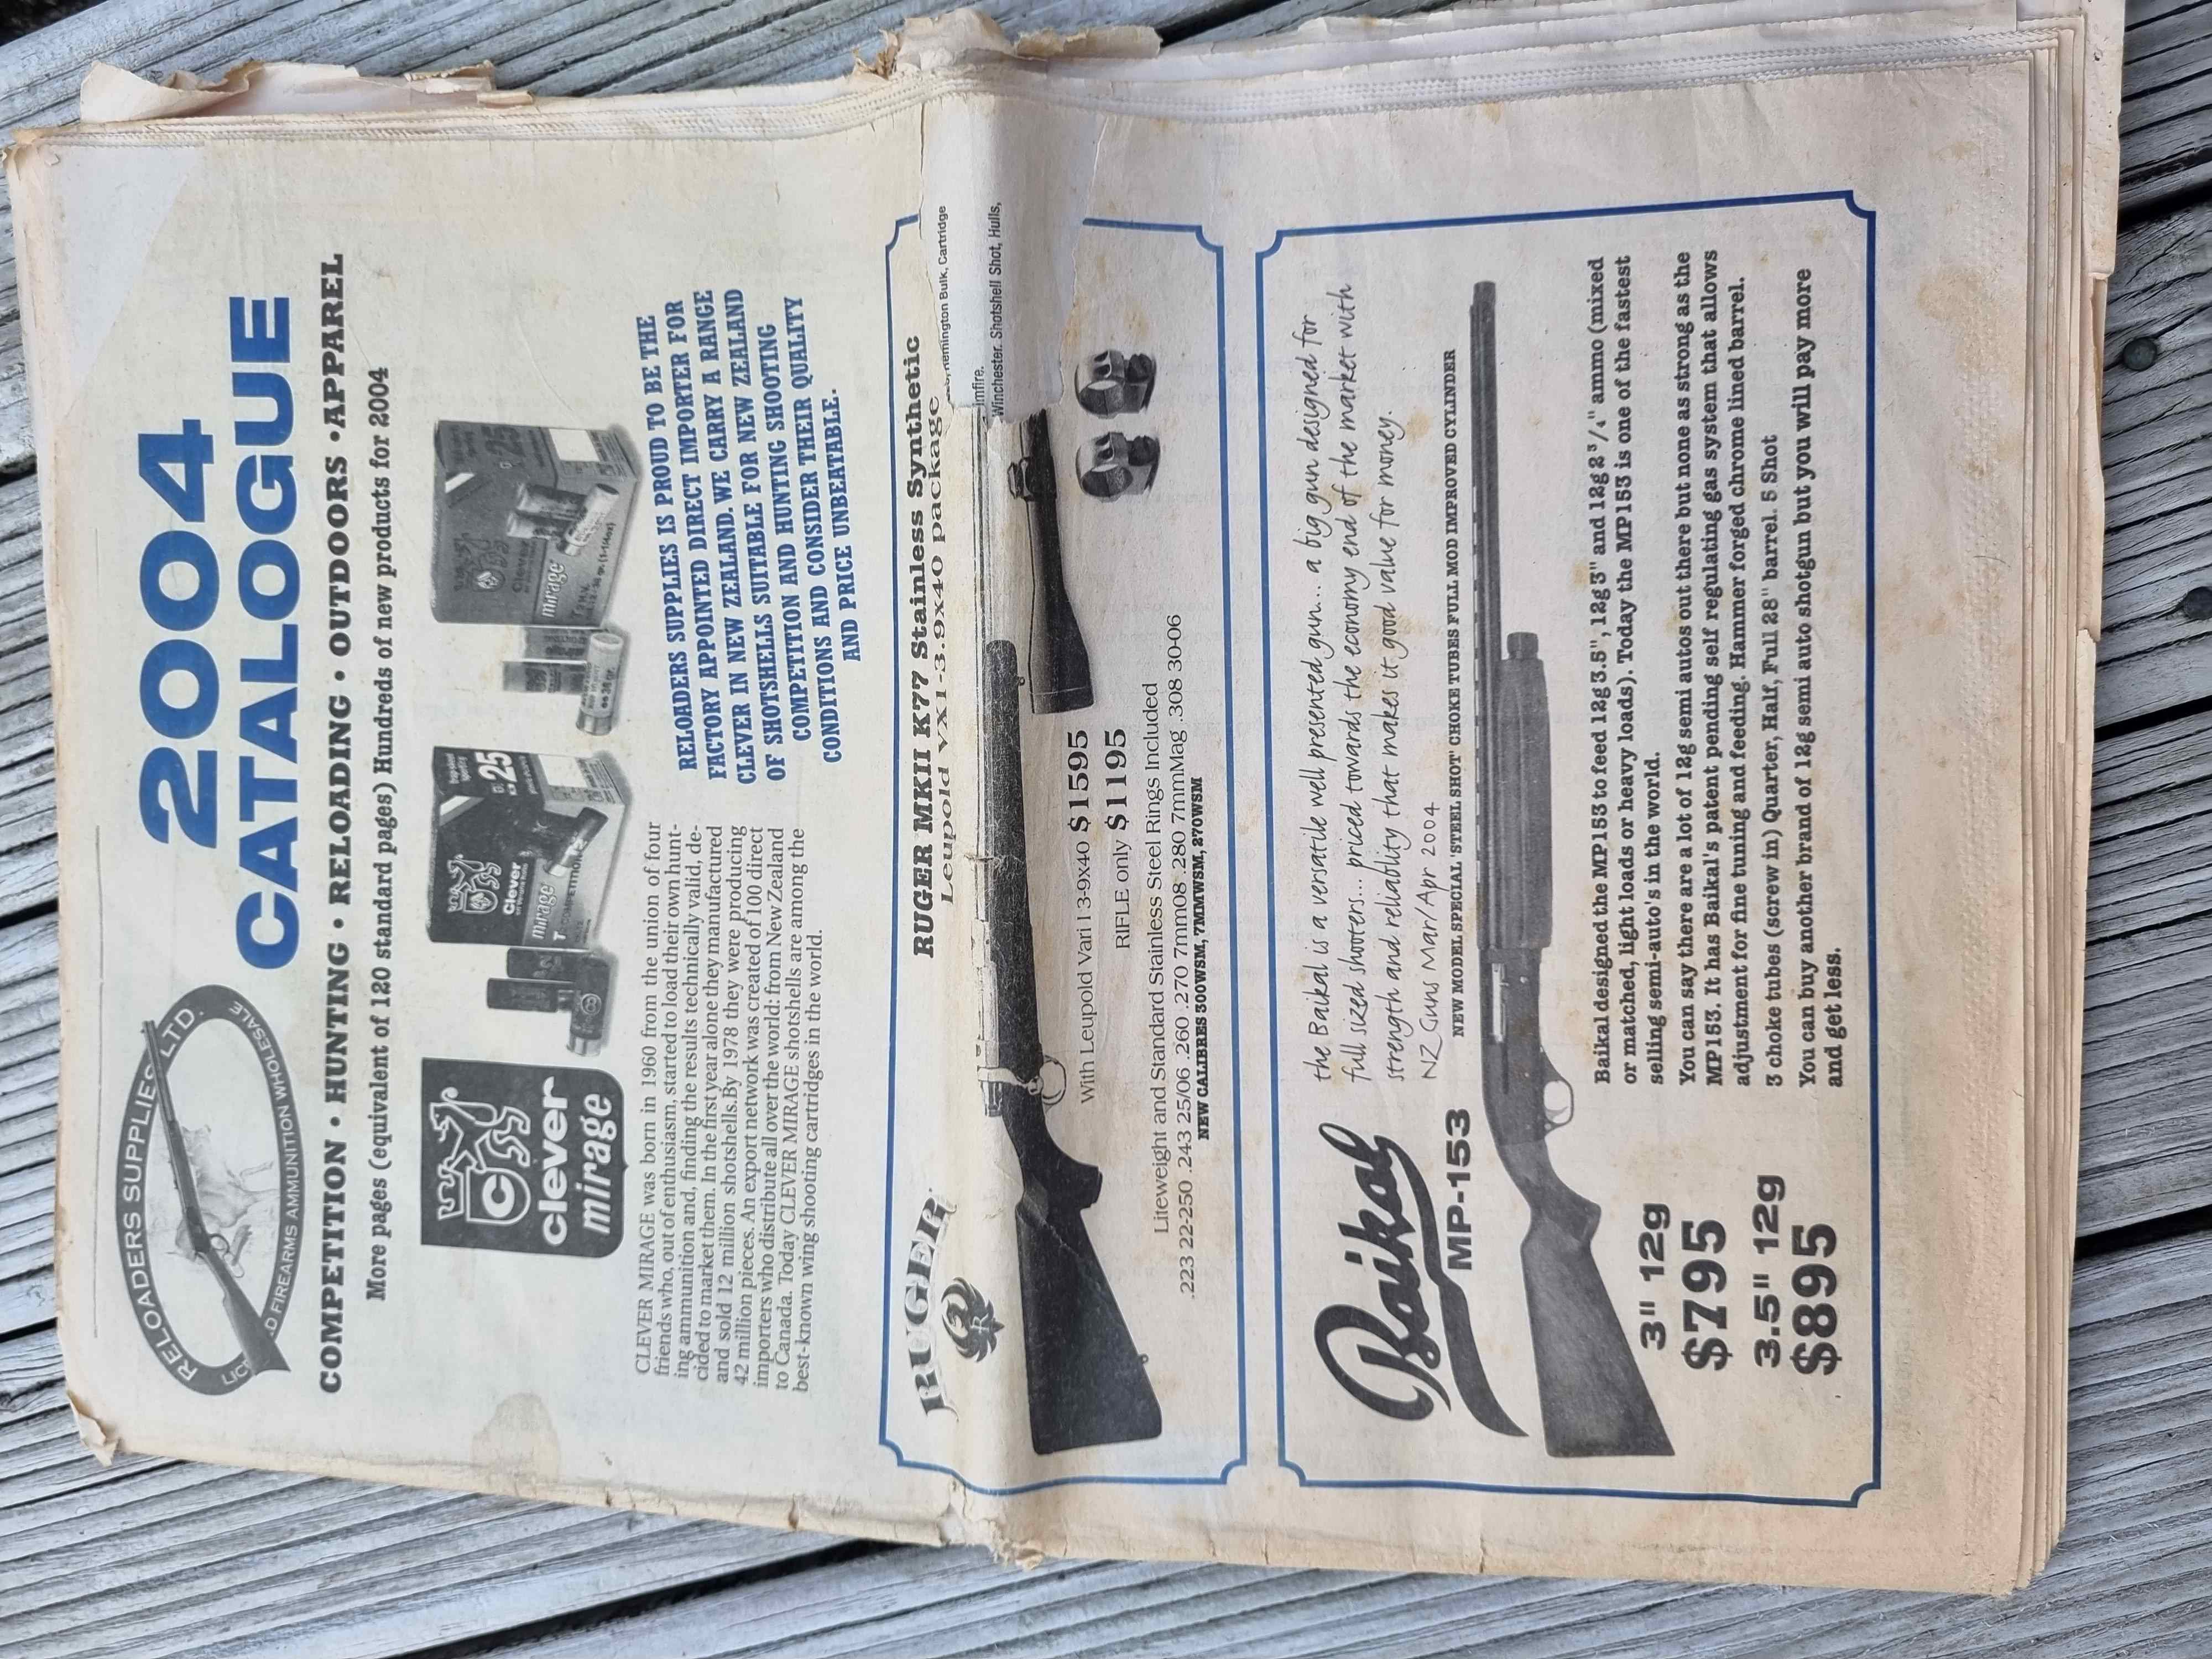 RELOADERS SUPPLIES LTD.
D FIREARMS AMMUNITION WHOLESALE
2004
CATALOGUE
COMPETITION • HUNTING • RELOADING • OUTDOORS • APPAREL
More pages (equivalent of 120 standard pages) Hundreds of new products for 2004
clever
mirage
Clever
mirage
25
Clever
mirage
25
CLEVER MIRAGE was born in 1960 from the union of four
friends who, out of enthusiasm, started to load their own hunt-
ing ammunition and, finding the results technically valid, de-
cided to market them. In the first year alone they manufactured
and sold 12 million shotshells. By 1978 they were producing
42 million pieces. An export network was created of 100 direct
importers who distribute all over the world: from New Zealand
to Canada. Today CLEVER MIRAGE shotshells are among the
best-known wing shooting cartridges in the world.
RELOADERS SUPPLIES IS PROUD TO BE THE
FACTORY APPOINTED DIRECT IMPORTER FOR
CLEVER IN NEW ZEALAND. WE CARRY A RANGE
OF SHOTSHELLS SUITABLE FOR NEW ZEALAND
COMPETITION AND HUNTING SHOOTING
CONDITIONS AND CONSIDER THEIR QUALITY
AND PRICE UNBEATABLE.
RUGER
RUGER MKII K77 Stainless Synthetic
Leupold VX1-3.9x40 package
Remington Bulk, Cartridge
imfire.
Winchester. Shotshell Shot, Hulls,
With Leupold Vari 1 3-9x40 $1595
RIFLE only $1195
Liteweight and Standard Stainless Steel Rings Included
.223 22-250 .243 25/06 .260 .270 7mm08 .280 7mmMag .308 30-06
NEW CALIBRES 300WSM, 7MMWSM, 270WSM
Baikal
MP-153
the Baikal is a versatile well presented gun... a big gun designed for
full sized shooters... priced towards the economy end of the market with
strength and reliability that makes it good value for money.
NZ Guns Mar/Apr 2004
NEW MODEL SPECIAL 'STEEL SHOT' CHOKE TUBES FULL MOD IMPROVED CYLINDER
3" 12g
$795
3.5" 12g
$895
Baikal designed the MP153 to feed 12g 3.5", 12g 3" and 12g 2 3/4" ammo (mixed
or matched, light loads or heavy loads). Today the MP153 is one of the fastest
selling semi-auto's in the world.
You can say there are a lot of 12g semi autos out there but none as strong as the
MP153. It has Baikal's patent pending self regulating gas system that allows
adjustment for fine tuning and feeding. Hammer forged chrome lined barrel.
3 choke tubes (screw in) Quarter, Half, Full 28" barrel. 5 Shot
You can buy another brand of 12g semi auto shotgun but you will pay more
and get less.